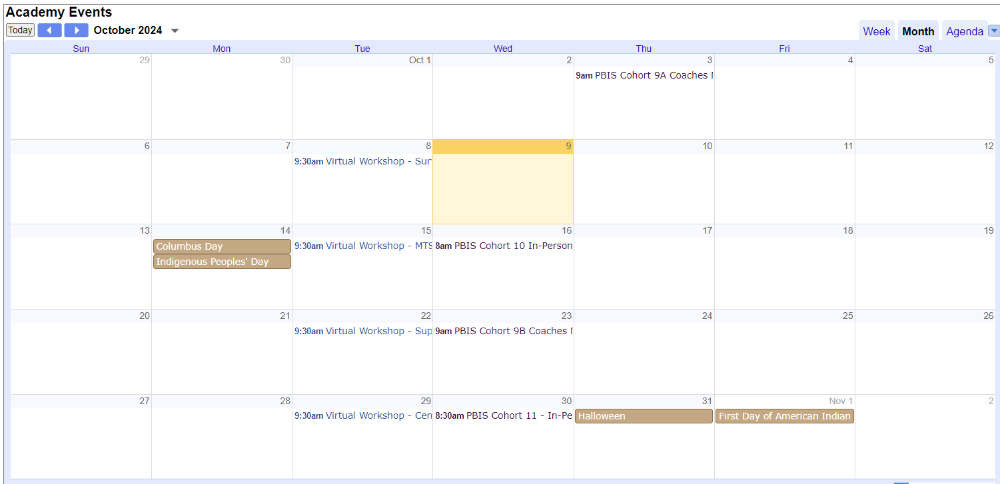 Academy Events
Today October 2024
Week Month Agenda
Sun Mon Tue Wed Thu Fri Sat
29 30 Oct 1 2 3 4 5
9am PBIS Cohort 9A Coaches
6 7 8 9 10 11 12
9:30am Virtual Workshop - Sur
13 14 15 16 17 18 19
Columbus Day 9:30am Virtual Workshop - MTS 8am PBIS Cohort 10 In-Person
Indigenous Peoples' Day
20 21 22 23 24 25 26
9:30am Virtual Workshop - Sup 9am PBIS Cohort 9B Coaches
27 28 29 30 31 Nov 1 2
9:30am Virtual Workshop - Cen 8:30am PBIS Cohort 11 - In-Pe Halloween First Day of American Indian